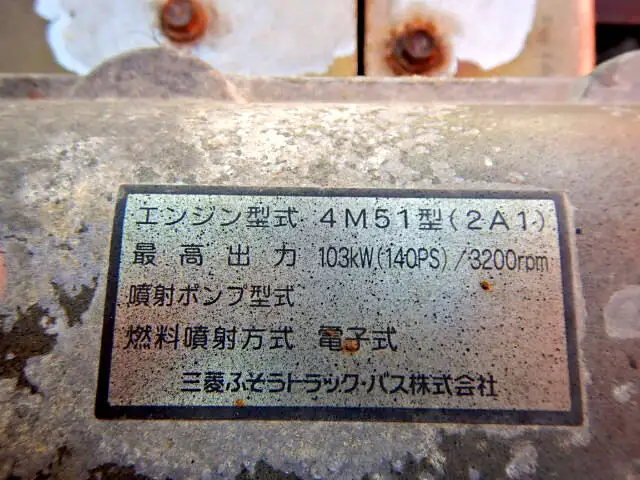 エンジン型式 4M51型(2A1)
最高出力 103kW(140PS)/3200rpm
噴射ポンプ型式
燃料噴射方式 電子式
三菱ふそうトラック・バス株式会社